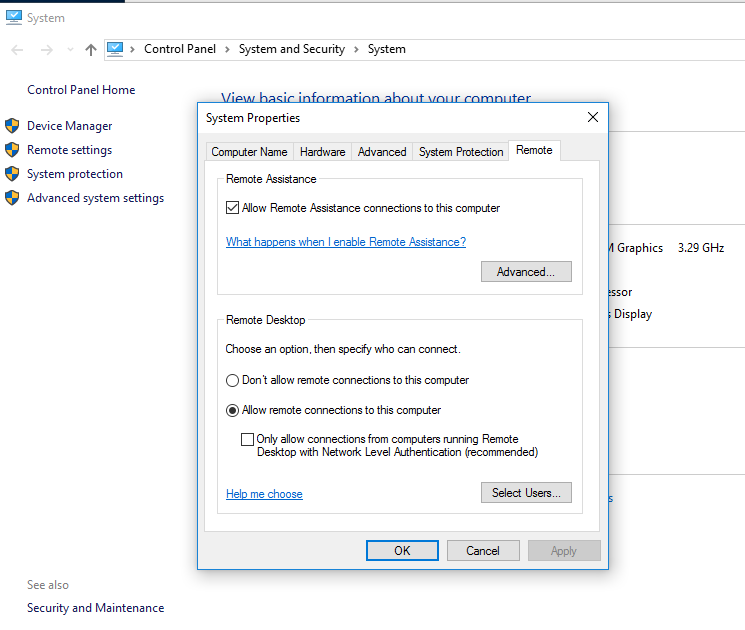 System
Control Panel > System and Security > System
Control Panel Home
Device Manager
Remote settings
System protection
Advanced system settings
View basic information about your computer
System Properties
Computer Name Hardware Advanced System Protection Remote
Remote Assistance
Allow Remote Assistance connections to this computer
What happens when I enable Remote Assistance?
Advanced...
Remote Desktop
Choose an option, then specify who can connect.
Don't allow remote connections to this computer
Allow remote connections to this computer
Only allow connections from computers running Remote
Desktop with Network Level Authentication (recommended)
Help me choose
Select Users...
OK Cancel Apply
Graphics 3.29 GHz
Display
See also
Security and Maintenance